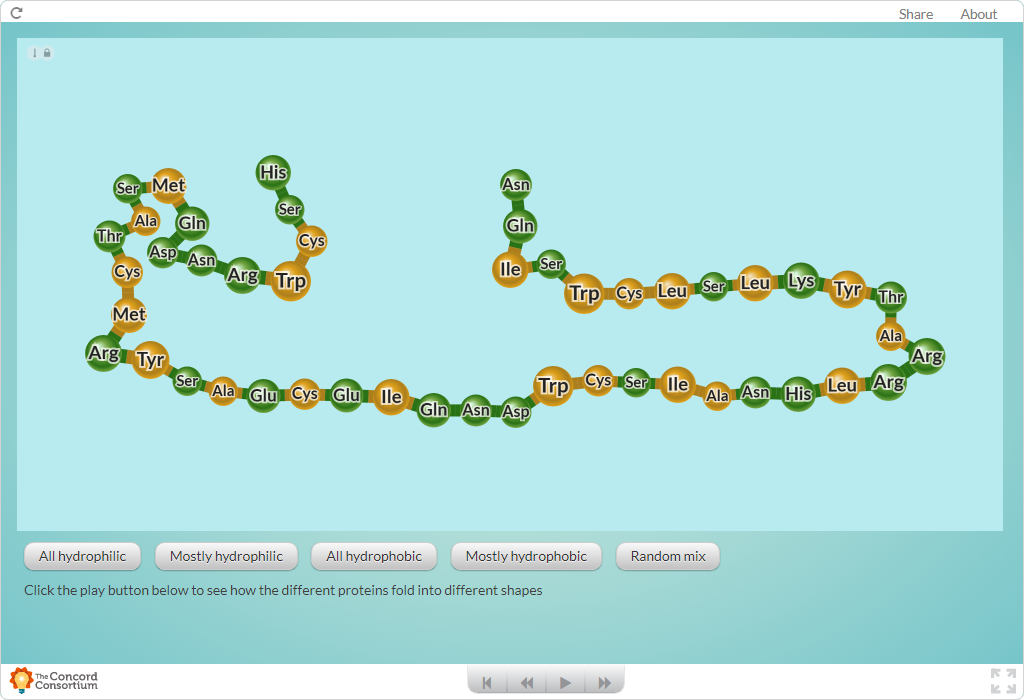 Share About
His
Ser
Cys
Trp
Arg
Asn
Asp
Gln
Met
Ser
Ala
Thr
Cys
Met
Arg
Tyr
Ser
Ala
Glu
Cys
Glu
Ile
Gln
Asn
Asp
Trp
Cys
Ser
Ile
Ala
Asn
His
Leu
Arg
Arg
Ala
Thr
Tyr
Lys
Leu
Ser
Leu
Cys
Trp
Ser
Ile
Gln
Asn
All hydrophilic Mostly hydrophilic All hydrophobic Mostly hydrophobic Random mix
Click the play button below to see how the different proteins fold into different shapes
The Concord
Consortium